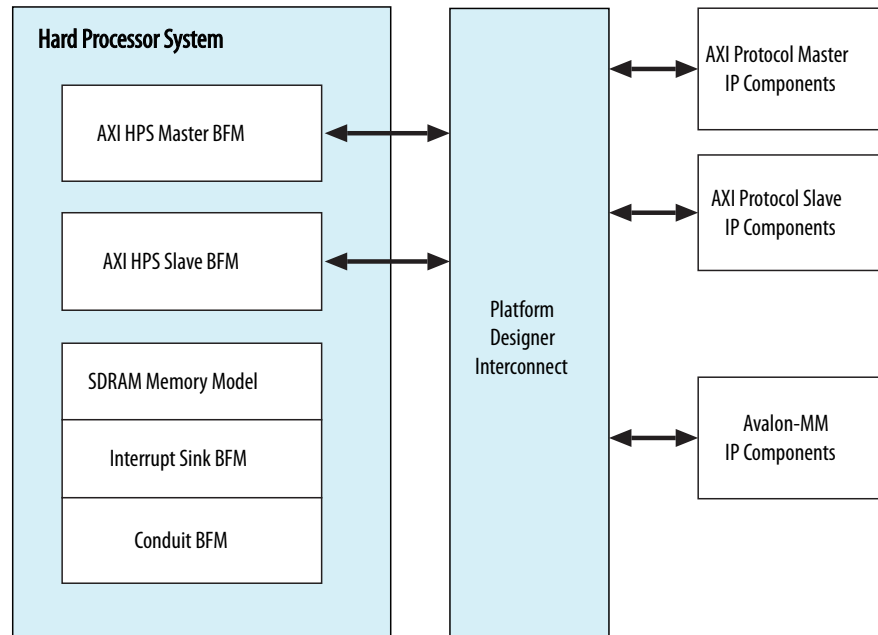 Hard Processor System
AXI HPS Master BFM
AXI HPS Slave BFM
SDRAM Memory Model
Interrupt Sink BFM
Conduit BFM
Platform
Designer
Interconnect
AXI Protocol Master
IP Components
AXI Protocol Slave
IP Components
Avalon-MM
IP Components